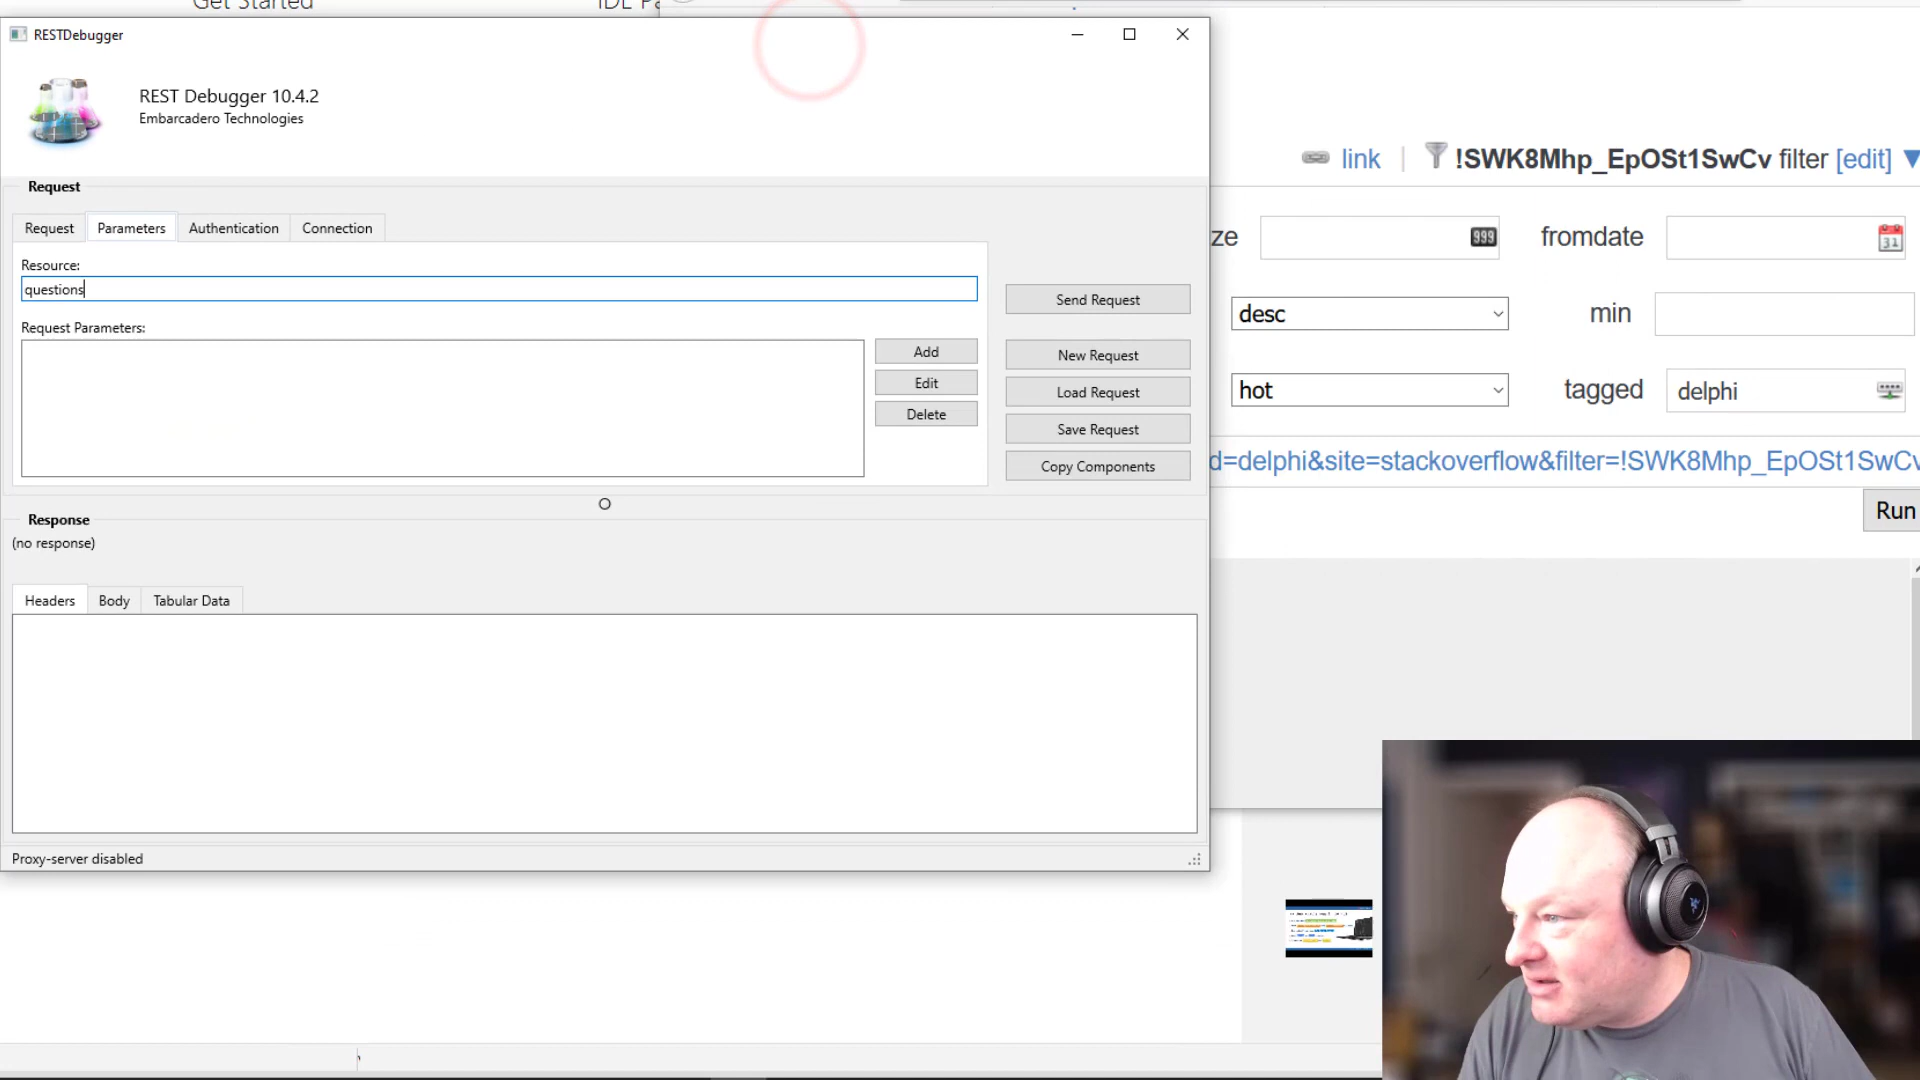 Get Started
RESTDebugger
REST Debugger 10.4.2
Embarcadero Technologies
Request
Request Parameters Authentication Connection
Resource:
questions
Request Parameters:
Add
Edit
Delete
Send Request
New Request
Load Request
Save Request
Copy Components
Response
(no response)
Headers Body Tabular Data
Proxy-server disabled
link !SWK8Mhp_EpOSt1SwCv filter [edit]
ze 999 fromdate 31
desc min
hot tagged delphi
d=delphi&site=stackoverflow&filter=!SWK8Mhp_EpOSt1SwCv
Run